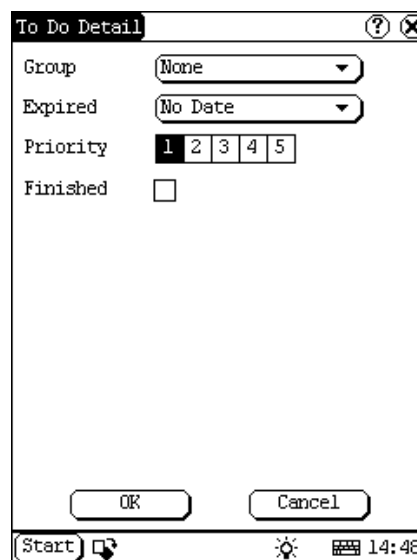 To Do Detail ?
Group None
Expired No Date
Priority 1 2 3 4 5
Finished
OK Cancel
Start 14:48